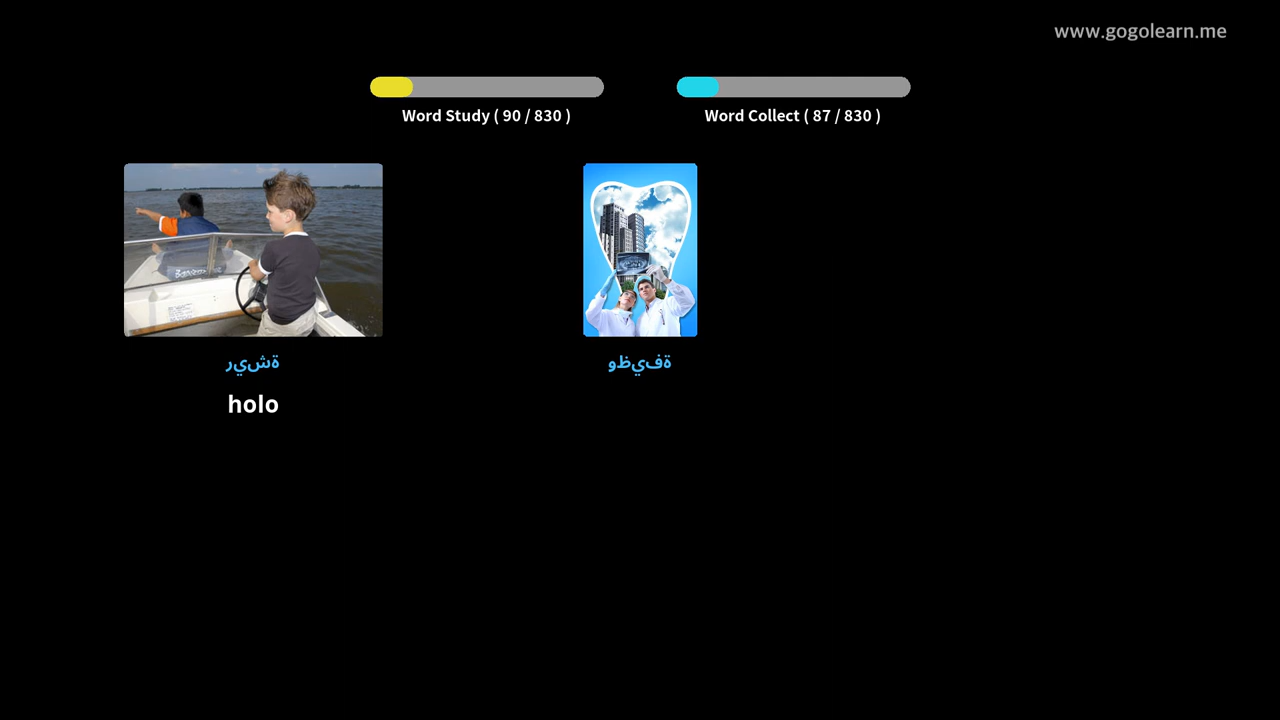 www.gogolearn.me
Word Study ( 90 / 830 )
Word Collect ( 87 / 830 )
ةشير
ةفيظو
holo